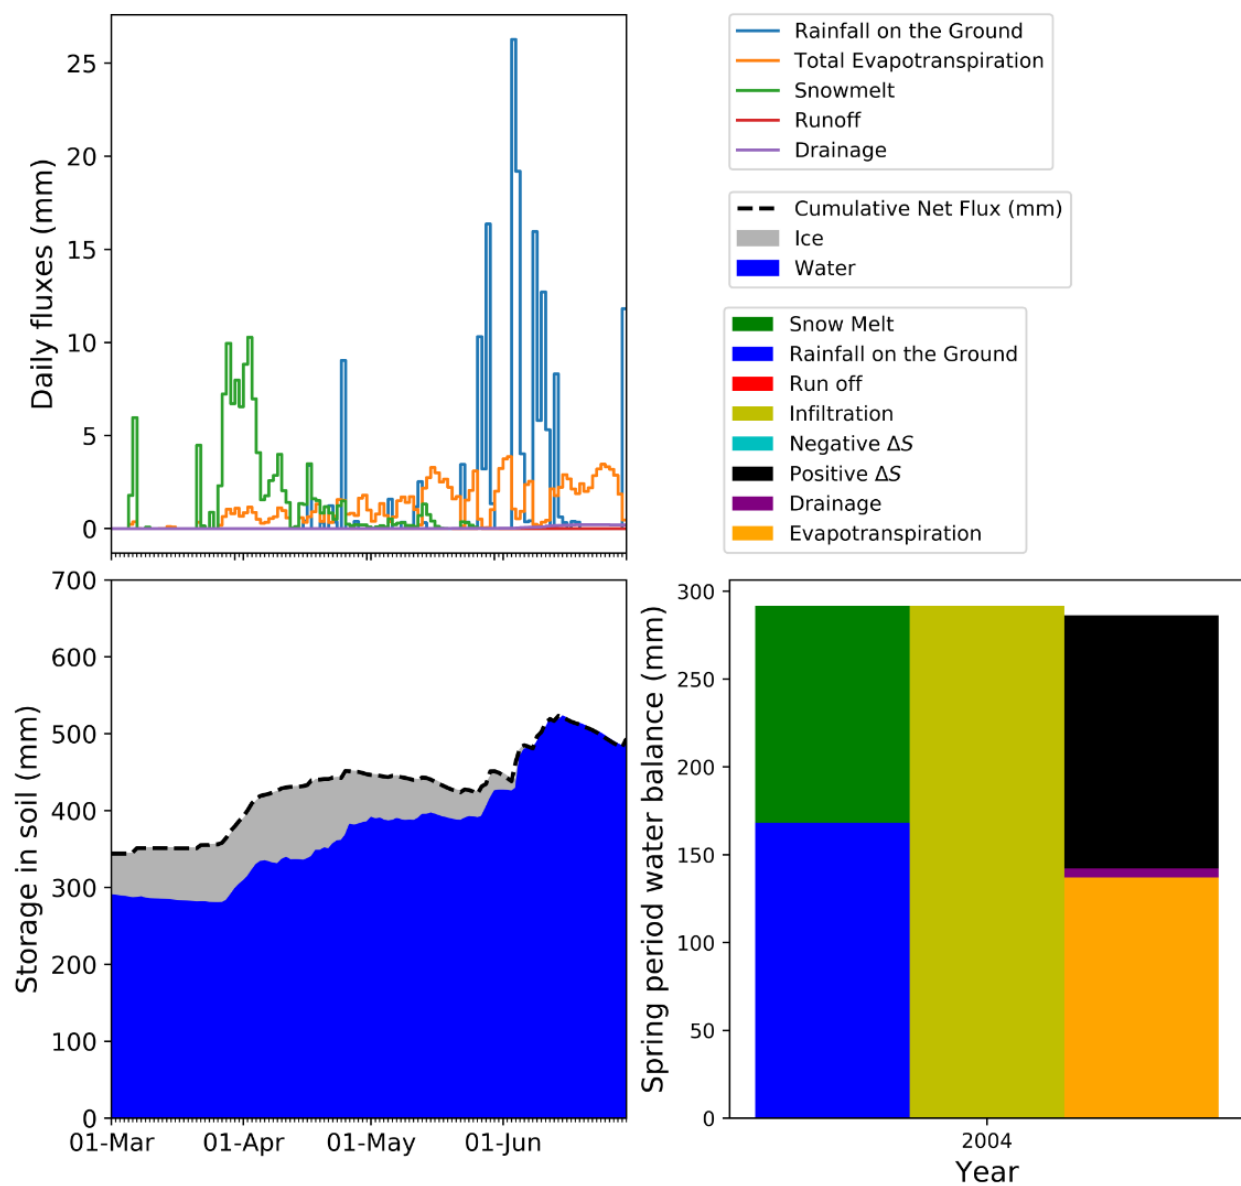 Daily fluxes (mm)
25
20
15
10
5
0
Rainfall on the Ground
Total Evapotranspiration
Snowmelt
Runoff
Drainage
Cumulative Net Flux (mm)
Ice
Water
Snow Melt
Rainfall on the Ground
Run off
Infiltration
Negative ΔS
Positive ΔS
Drainage
Evapotranspiration
Storage in soil (mm)
700
600
500
400
300
200
100
0
01-Mar 01-Apr 01-May 01-Jun
Spring period water balance (mm)
300
250
200
150
100
50
0
2004
Year